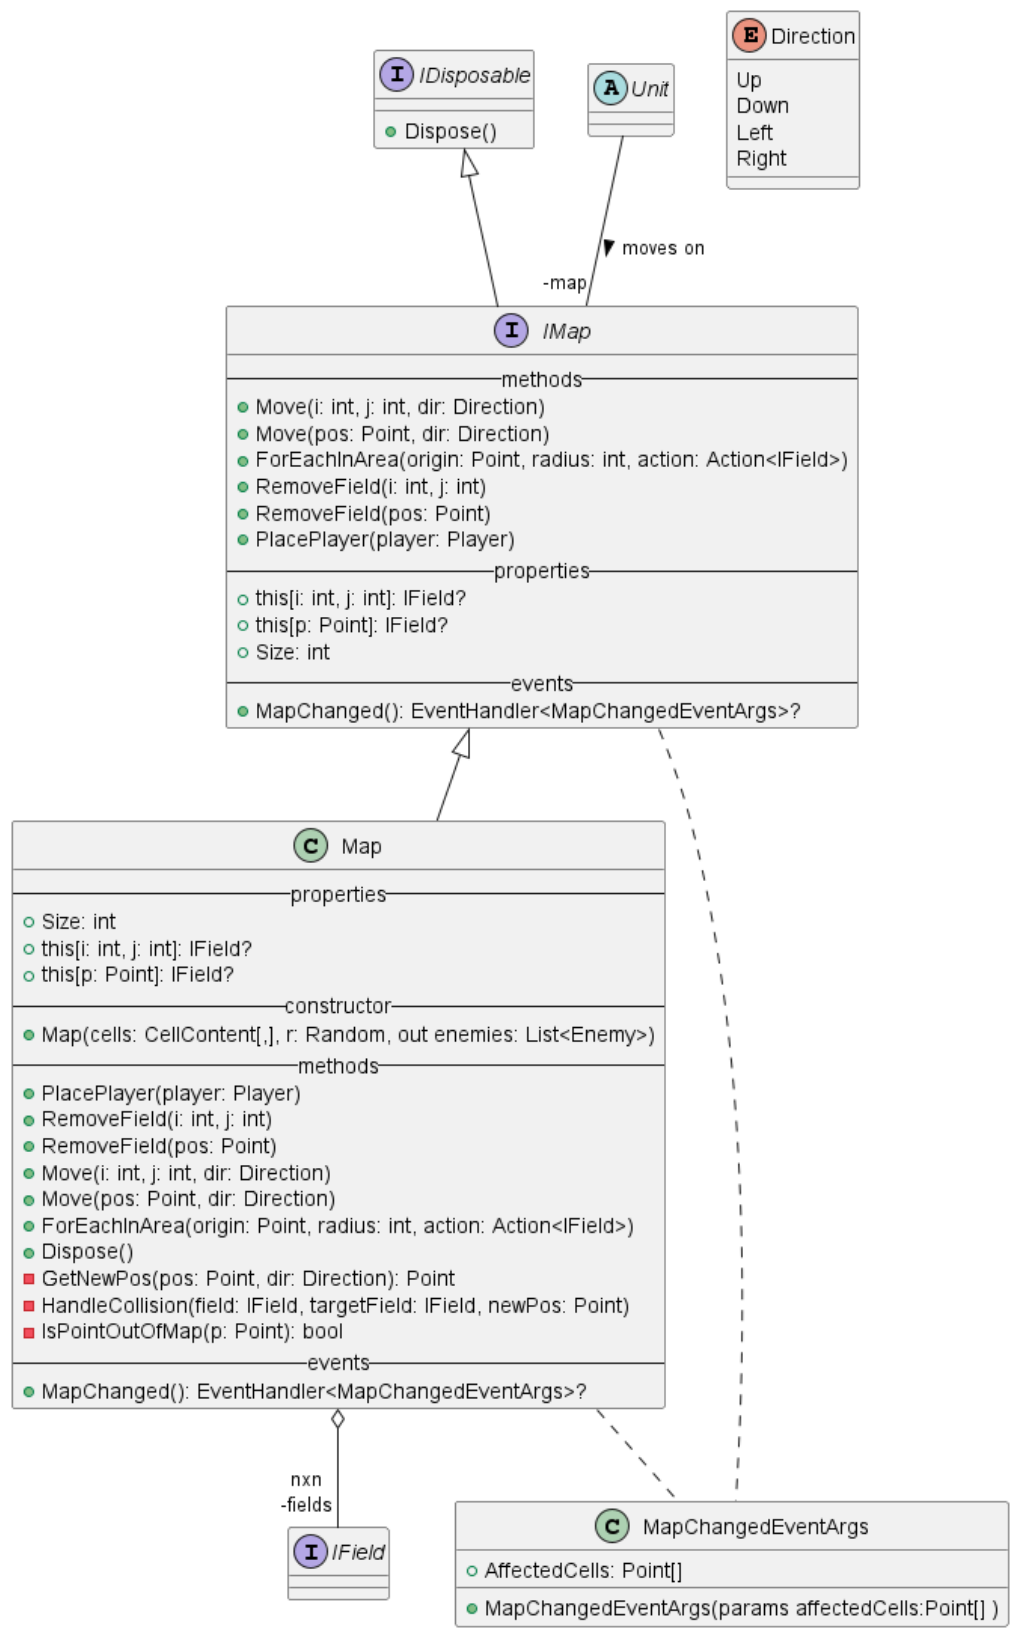 I IDisposable
Dispose()
A Unit
E Direction
Up
Down
Left
Right
moves on
-map
I IMap
methods
Move(i: int, j: int, dir: Direction)
Move(pos: Point, dir: Direction)
ForEachInArea(origin: Point, radius: int, action: Action<IField>)
RemoveField(i: int, j: int)
RemoveField(pos: Point)
PlacePlayer(player: Player)
properties
this[i: int, j: int]: IField?
this[p: Point]: IField?
Size: int
events
MapChanged(): EventHandler<MapChangedEventArgs>?
C Map
properties
Size: int
this[i: int, j: int]: IField?
this[p: Point]: IField?
constructor
Map(cells: CellContent[,], r: Random, out enemies: List<Enemy>)
methods
PlacePlayer(player: Player)
RemoveField(i: int, j: int)
RemoveField(pos: Point)
Move(i: int, j: int, dir: Direction)
Move(pos: Point, dir: Direction)
ForEachInArea(origin: Point, radius: int, action: Action<IField>)
Dispose()
GetNewPos(pos: Point, dir: Direction): Point
HandleCollision(field: IField, targetField: IField, newPos: Point)
IsPointOutOfMap(p: Point): bool
events
MapChanged(): EventHandler<MapChangedEventArgs>?
nxn
-fields
I IField
C MapChangedEventArgs
AffectedCells: Point[]
MapChangedEventArgs(params affectedCells:Point[] )